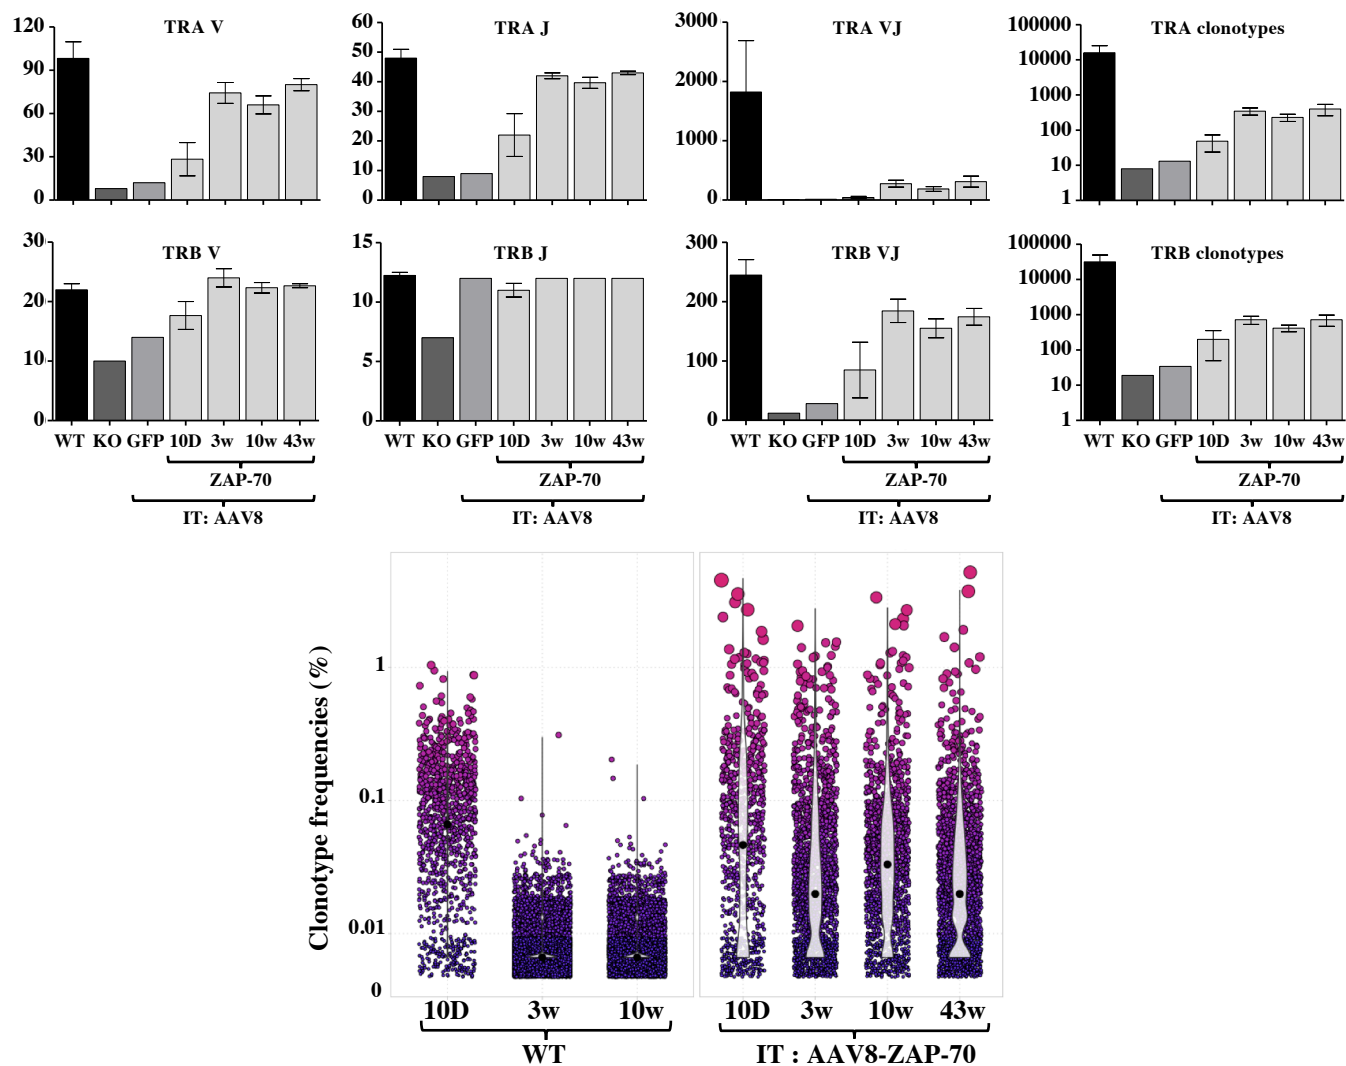 TRA V
120
90
60
30
0
TRA J
60
50
40
30
20
10
0
TRA VJ
3000
2000
1000
0
TRA clonotypes
100000
10000
1000
100
10
1
TRB V
30
20
10
0
WT KO GFP 10D 3w 10w 43w
ZAP-70
IT: AAV8
TRB J
15
10
5
0
WT KO GFP 10D 3w 10w 43w
ZAP-70
IT: AAV8
TRB VJ
300
200
100
0
WT KO GFP 10D 3w 10w 43w
ZAP-70
IT: AAV8
TRB clonotypes
100000
10000
1000
100
10
1
WT KO GFP 10D 3w 10w 43w
ZAP-70
IT: AAV8
Clonotype frequencies (%)
1
0.1
0.01
0
10D 3w 10w
WT
10D 3w 10w 43w
IT : AAV8-ZAP-70